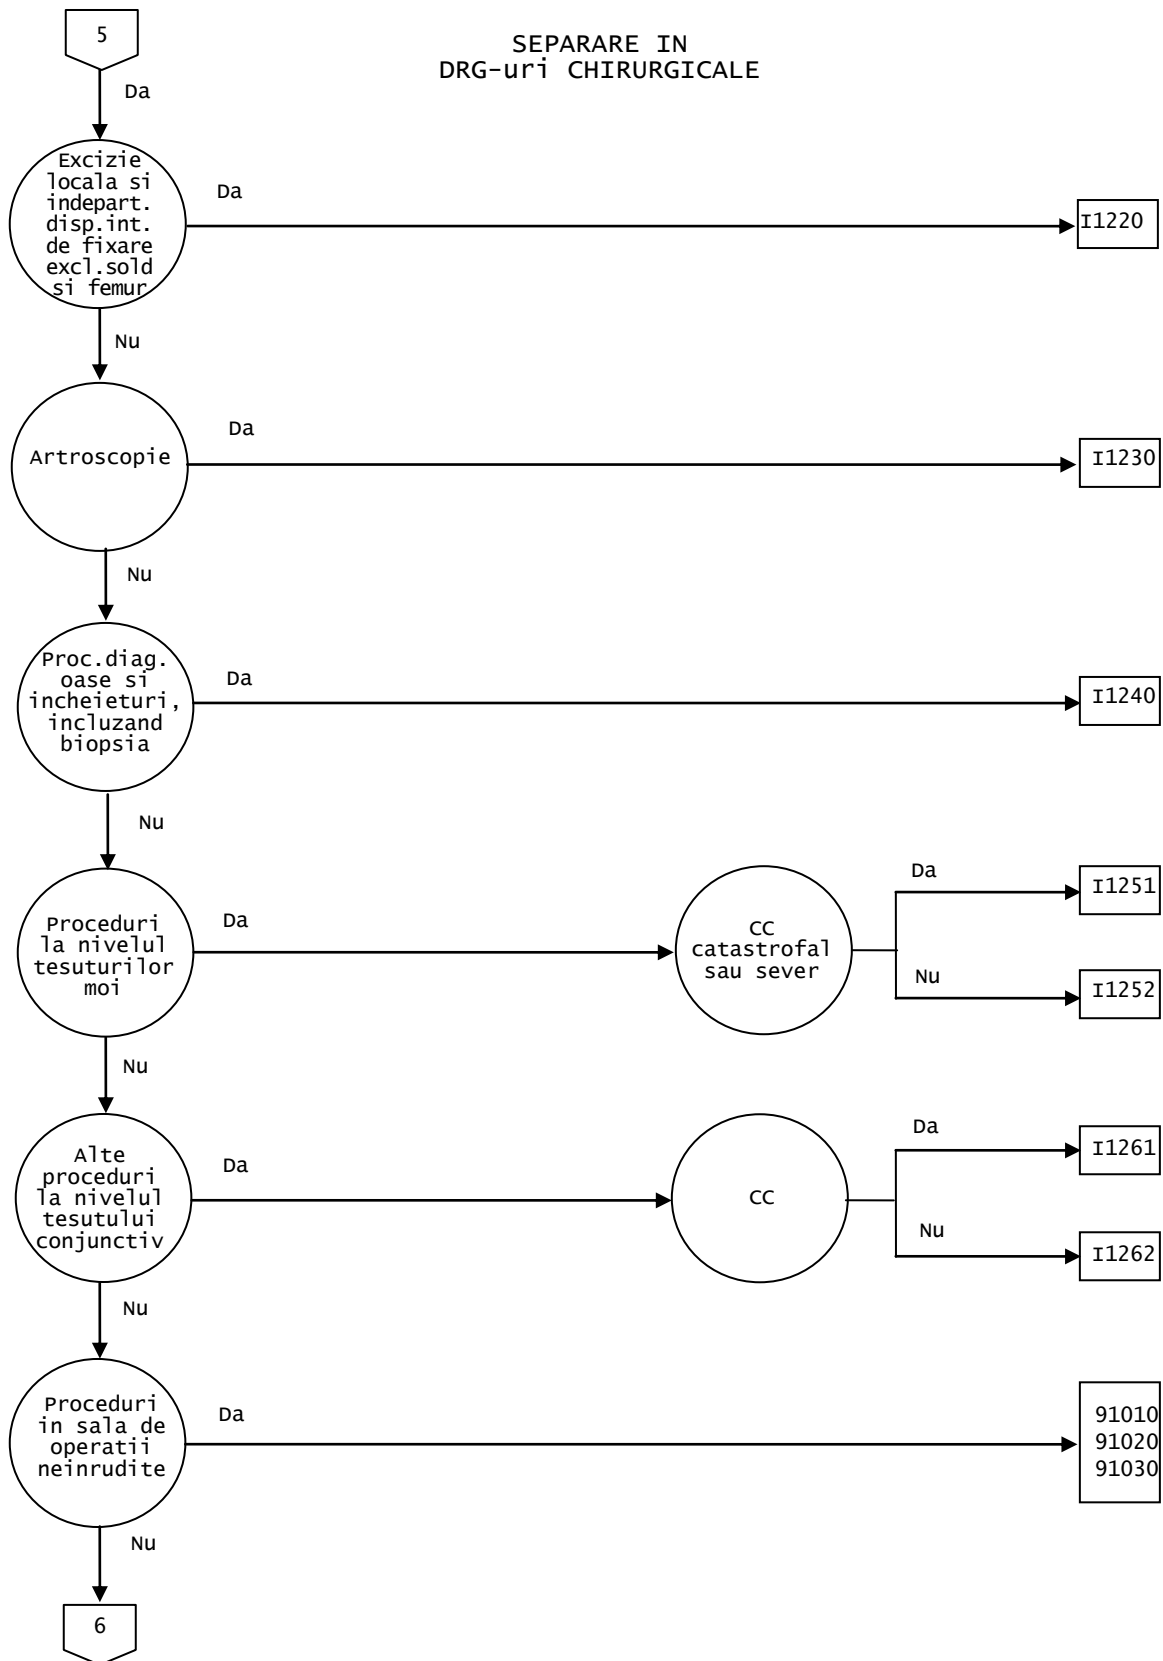 5
SEPARARE IN
DRG-uri CHIRURGICALE
Da
Excizie
locala si
indepart.
disp.int.
de fixare
excl.sold
si femur
Da
I1220
Nu
Artroscopie
Da
I1230
Nu
Proc.diag.
oase si
incheieturi,
incluzand
biopsia
Da
I1240
Nu
Proceduri
la nivelul
tesuturilor
moi
Da
CC
catastrofal
sau sever
Da
I1251
Nu
I1252
Nu
Alte
proceduri
la nivelul
tesutului
conjunctiv
Da
CC
Da
I1261
Nu
I1262
Nu
Proceduri
in sala de
operatii
neinrudite
Da
91010
91020
91030
Nu
6